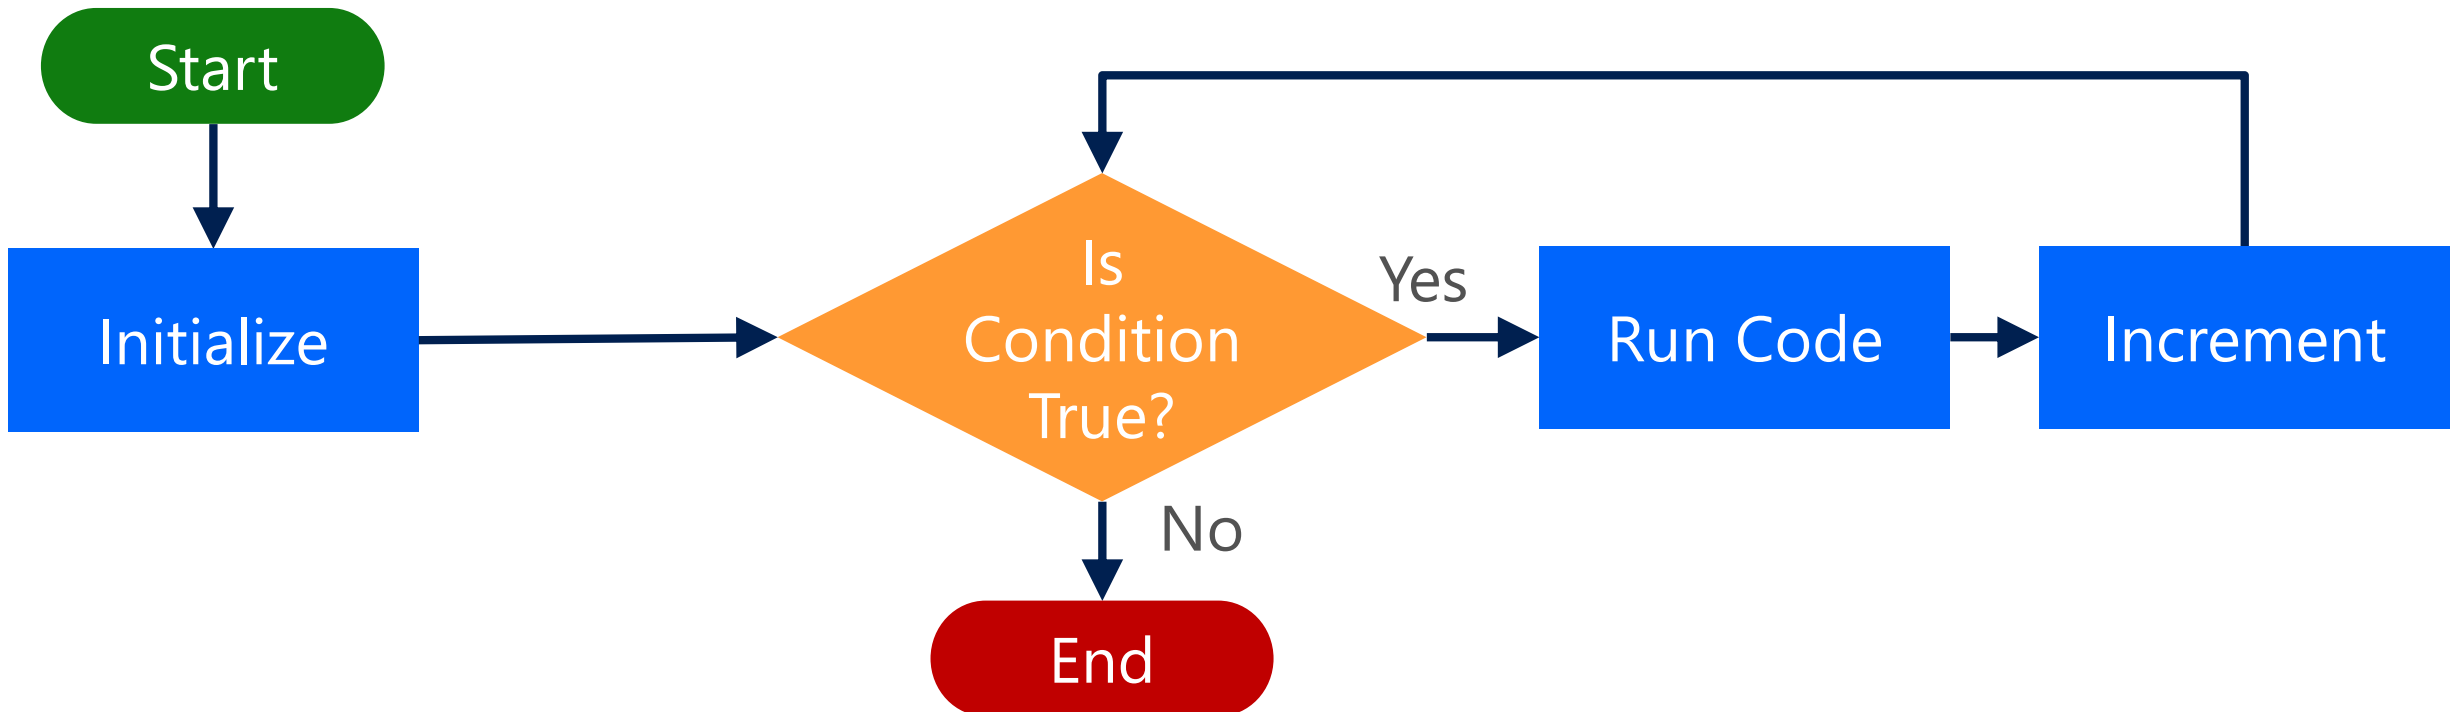 Start
Initialize
Is
Condition
True?
Yes
Run Code
Increment
No
End